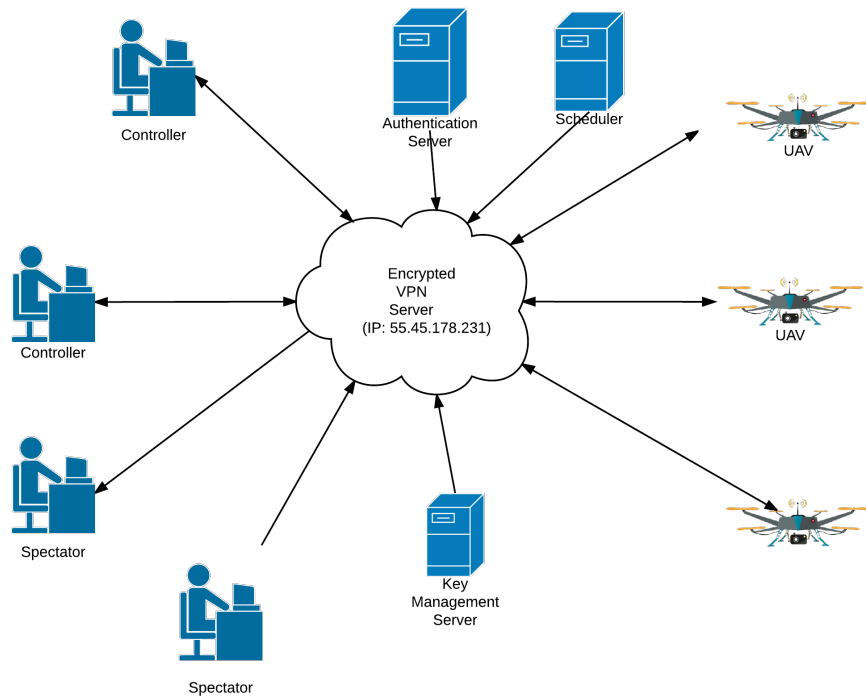 Controller
Authentication
Server
Scheduler
UAV
Encrypted
VPN
Server
(IP: 55.45.178.231)
Controller
UAV
Spectator
Key
Management
Server
Spectator